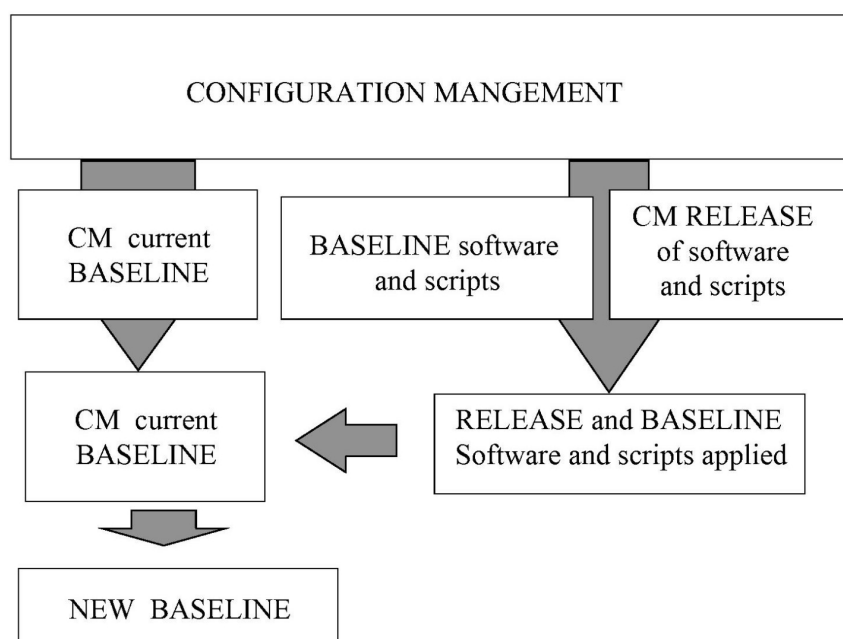 CONFIGURATION MANGEMENT
CM current
BASELINE
BASELINE software
and scripts
CM RELEASE
of software
and scripts
CM current
BASELINE
RELEASE and BASELINE
Software and scripts applied
NEW BASELINE